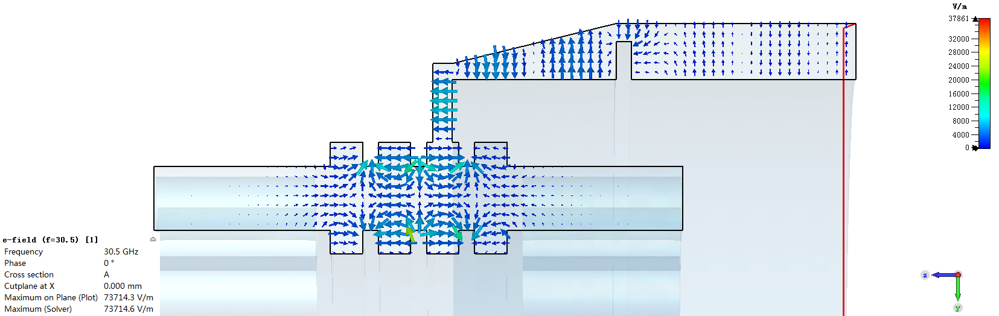 V/m
37861
32000
28000
24000
20000
16000
12000
8000
4000
0
e-field (f=30.5) [1]
Frequency 30.5 GHz
Phase 0 °
Cross section A
Cutplane at X 0.000 mm
Maximum on Plane (Plot) 73714.3 V/m
Maximum (Solver) 73714.6 V/m
z
y